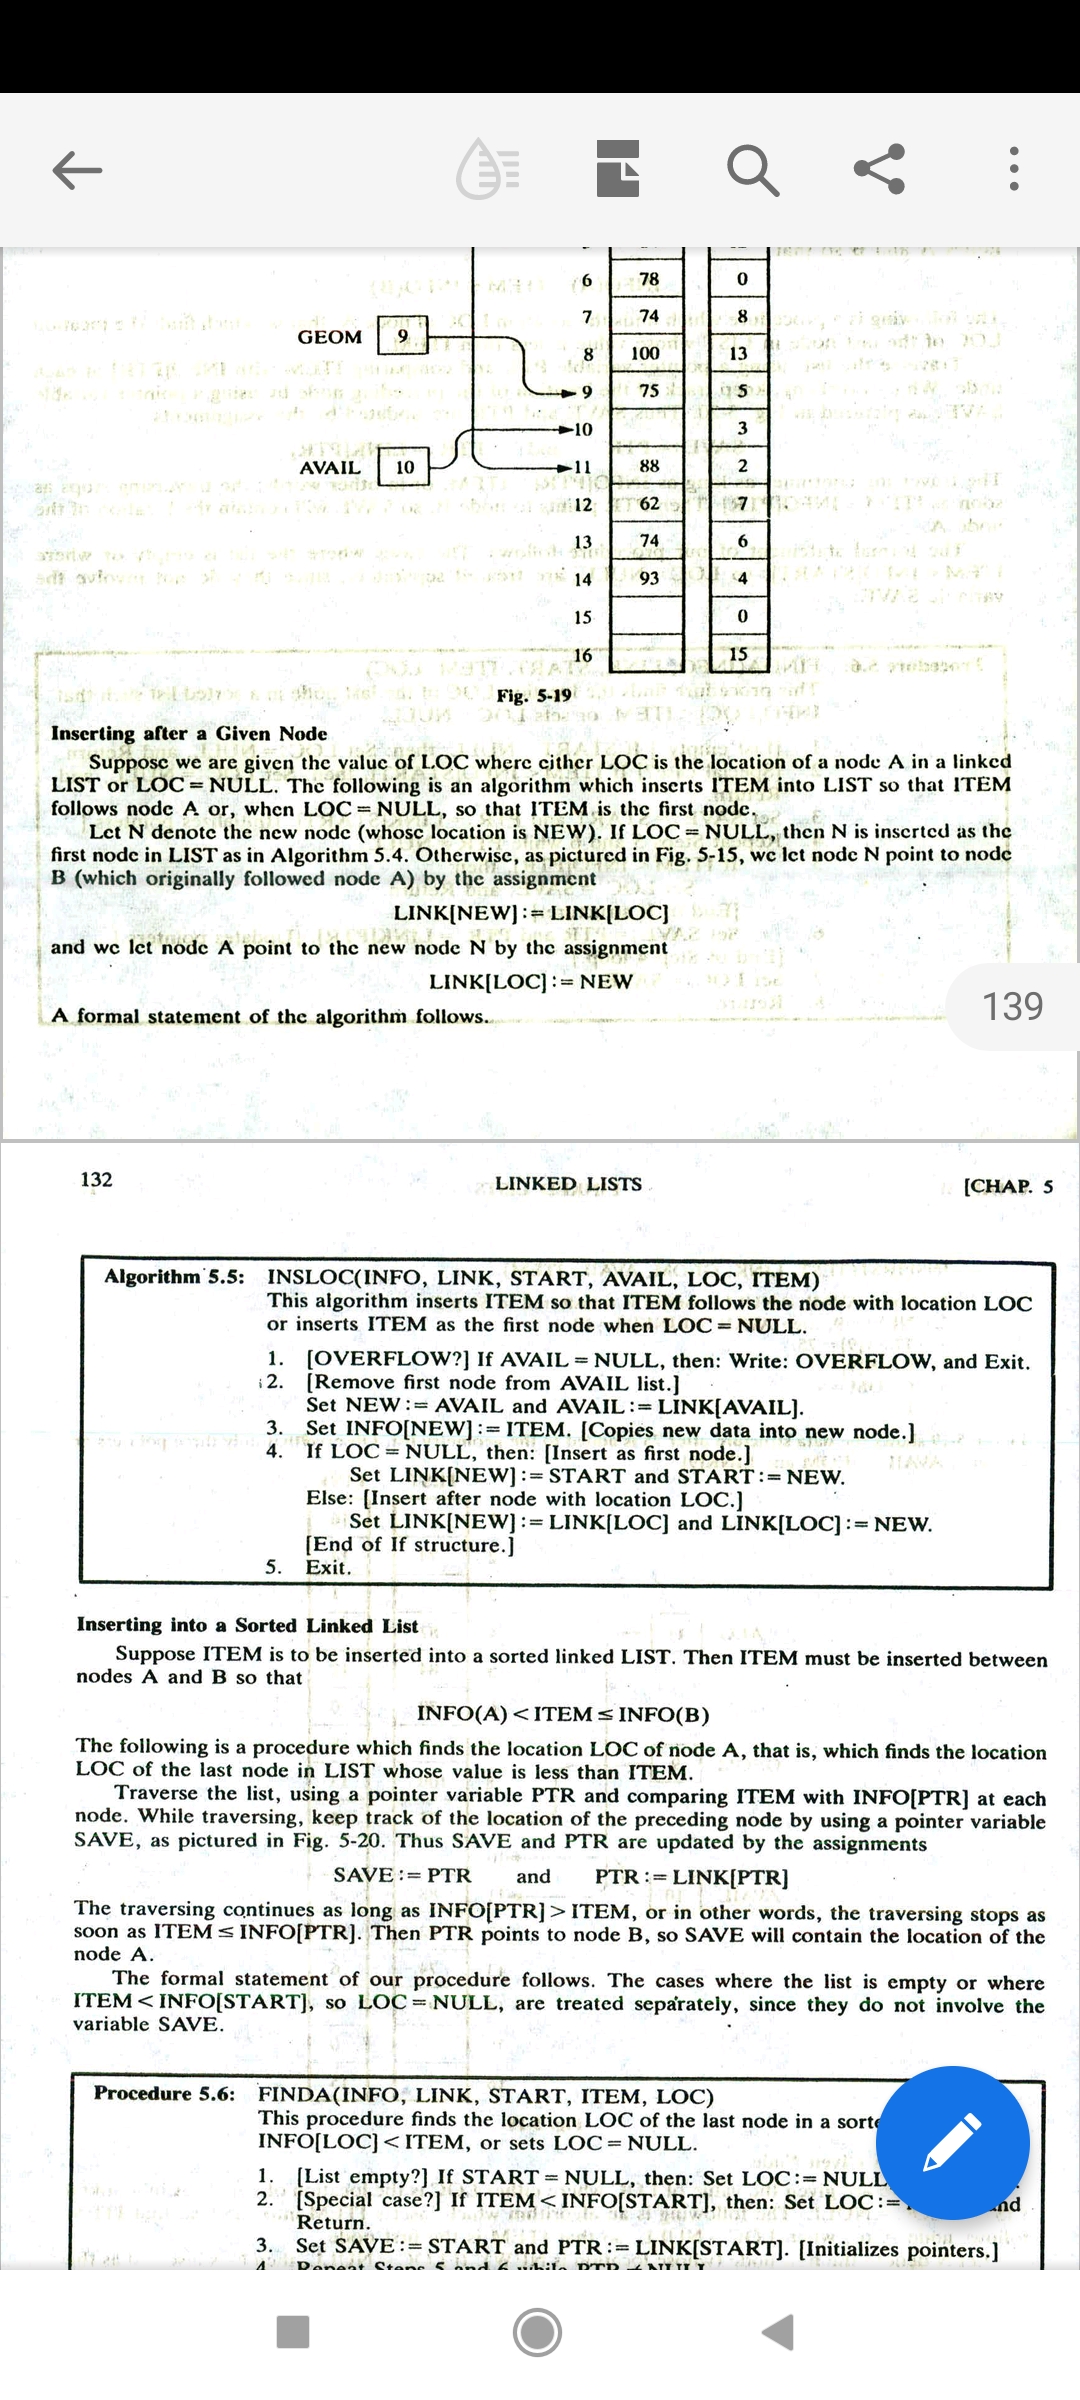 6 78 0
7 74 8
GEOM 9
8 100 13
9 75 5
10 3
AVAIL 10
11 88 2
12 62 7
13 74 6
14 93 4
15 0
16 15
Fig. 5-19
Inserting after a Given Node
Suppose we are given the value of LOC where either LOC is the location of a node A in a linked
LIST or LOC = NULL. The following is an algorithm which inserts ITEM into LIST so that ITEM
follows node A or, when LOC = NULL, so that ITEM is the first node.
Let N denote the new node (whose location is NEW). If LOC = NULL, then N is inserted as the
first node in LIST as in Algorithm 5.4. Otherwise, as pictured in Fig. 5-15, we let node N point to node
B (which originally followed node A) by the assignment
LINK[NEW] := LINK[LOC]
and we let node A point to the new node N by the assignment
LINK[LOC] := NEW
139
A formal statement of the algorithm follows.
132 LINKED LISTS [CHAP. 5
Algorithm 5.5: INSLOC(INFO, LINK, START, AVAIL, LOC, ITEM)
This algorithm inserts ITEM so that ITEM follows the node with location LOC
or inserts ITEM as the first node when LOC = NULL.
1. [OVERFLOW?] If AVAIL = NULL, then: Write: OVERFLOW, and Exit.
2. [Remove first node from AVAIL list.]
Set NEW := AVAIL and AVAIL := LINK[AVAIL].
3. Set INFO[NEW] := ITEM. [Copies new data into new node.]
4. If LOC = NULL, then: [Insert as first node.]
Set LINK[NEW] := START and START := NEW.
Else: [Insert after node with location LOC.]
Set LINK[NEW] := LINK[LOC] and LINK[LOC] := NEW.
[End of If structure.]
5. Exit.
Inserting into a Sorted Linked List
Suppose ITEM is to be inserted into a sorted linked LIST. Then ITEM must be inserted between
nodes A and B so that
INFO(A) < ITEM ≤ INFO(B)
The following is a procedure which finds the location LOC of node A, that is, which finds the location
LOC of the last node in LIST whose value is less than ITEM.
Traverse the list, using a pointer variable PTR and comparing ITEM with INFO[PTR] at each
node. While traversing, keep track of the location of the preceding node by using a pointer variable
SAVE, as pictured in Fig. 5-20. Thus SAVE and PTR are updated by the assignments
SAVE := PTR and PTR := LINK[PTR]
The traversing continues as long as INFO[PTR] > ITEM, or in other words, the traversing stops as
soon as ITEM ≤ INFO[PTR]. Then PTR points to node B, so SAVE will contain the location of the
node A.
The formal statement of our procedure follows. The cases where the list is empty or where
ITEM < INFO[START], so LOC = NULL, are treated separately, since they do not involve the
variable SAVE.
Procedure 5.6: FINDA(INFO, LINK, START, ITEM, LOC)
This procedure finds the location LOC of the last node in a
INFO[LOC] < ITEM, or sets LOC = NULL.
1. [List empty?] If START = NULL, then: Set LOC := NULL
2. [Special case?] If ITEM < INFO[START], then: Set LOC :=
Return.
3. Set SAVE := START and PTR := LINK[START]. [Initializes pointers.]